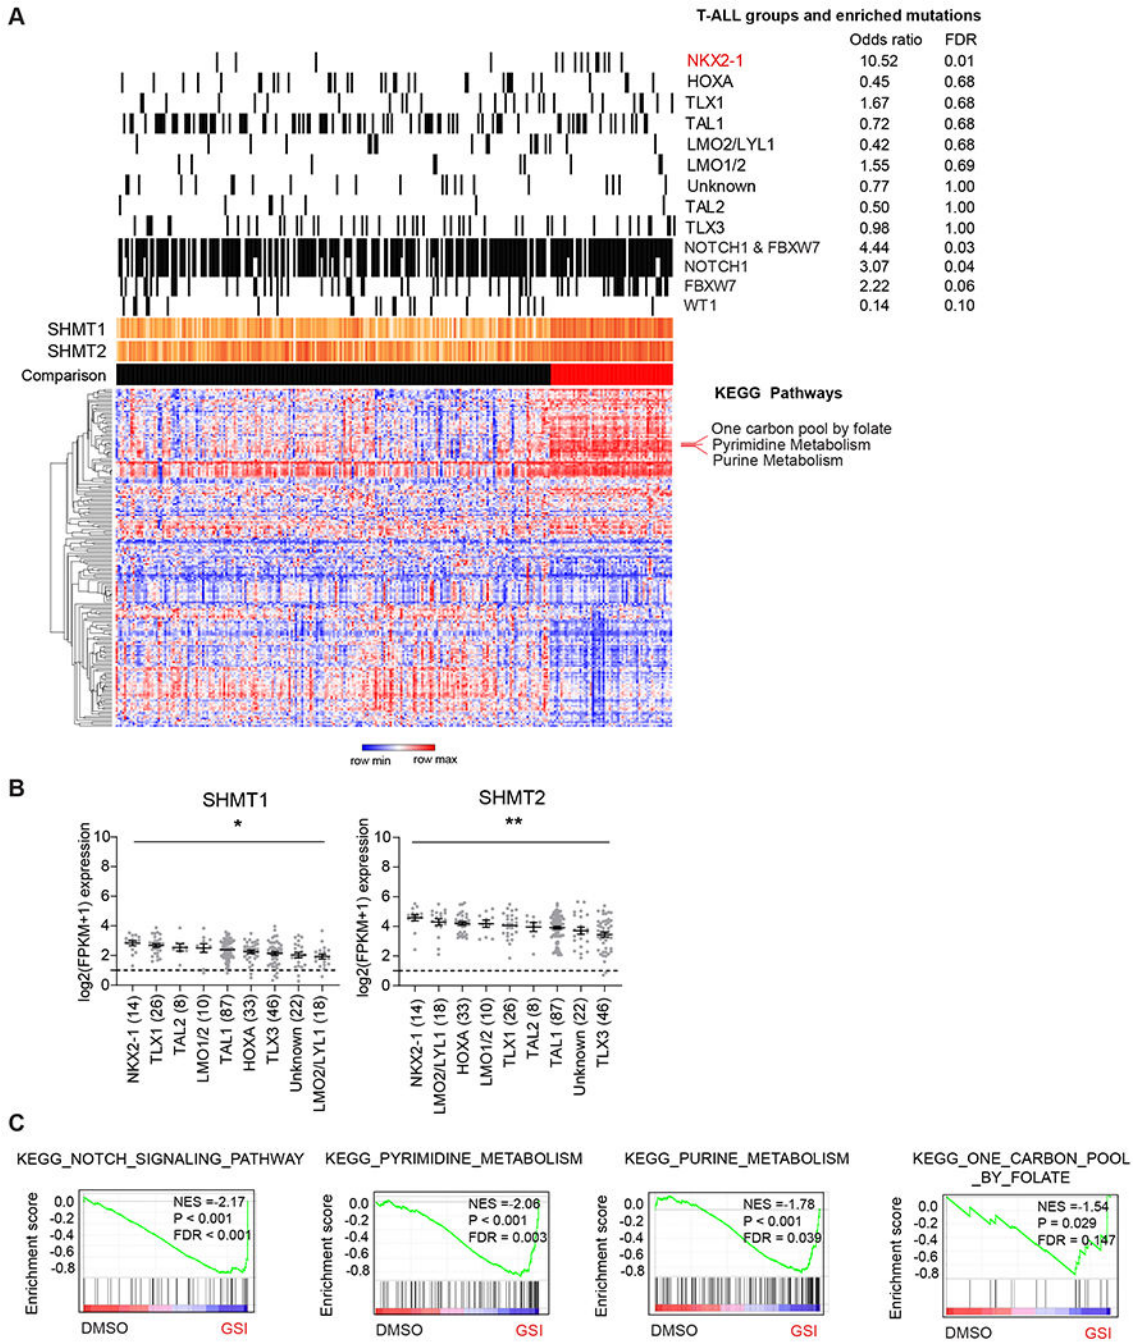 A
T-ALL groups and enriched mutations
Odds ratio FDR
NKX2-1 10.52 0.01
HOXA 0.45 0.68
TLX1 1.67 0.68
TAL1 0.72 0.68
LMO2/LYL1 0.42 0.68
LMO1/2 1.55 0.69
Unknown 0.77 1.00
TAL2 0.50 1.00
TLX3 0.98 1.00
NOTCH1 & FBXW7 4.44 0.03
NOTCH1 3.07 0.04
FBXW7 2.22 0.06
WT1 0.14 0.10
SHMT1
SHMT2
Comparison
KEGG Pathways
One carbon pool by folate
Pyrimidine Metabolism
Purine Metabolism
row min row max
B
SHMT1
*
log2(FPKM+1) expression
10
8
6
4
2
0
NKX2-1 (14)
TLX1 (26)
TAL2 (8)
LMO1/2 (10)
TAL1 (87)
HOXA (33)
TLX3 (46)
Unknown (22)
LMO2/LYL1 (18)
SHMT2
**
log2(FPKM+1) expression
10
8
6
4
2
0
NKX2-1 (14)
LMO2/LYL1 (18)
HOXA (33)
LMO1/2 (10)
TLX1 (26)
TAL2 (8)
TAL1 (87)
Unknown (22)
TLX3 (46)
C
KEGG_NOTCH_SIGNALING_PATHWAY
Enrichment score
0.0
-0.2
-0.4
-0.6
-0.8
NES =-2.17
P < 0.001
FDR < 0.001
DMSO GSI
KEGG_PYRIMIDINE_METABOLISM
Enrichment score
0.0
-0.2
-0.4
-0.6
-0.8
NES =-2.06
P < 0.001
FDR = 0.003
DMSO GSI
KEGG_PURINE_METABOLISM
Enrichment score
0.0
-0.2
-0.4
-0.6
-0.8
NES =-1.78
P < 0.001
FDR = 0.039
DMSO GSI
KEGG_ONE_CARBON_POOL
_BY_FOLATE
Enrichment score
0.0
-0.2
-0.4
-0.6
-0.8
NES =-1.54
P = 0.029
FDR = 0.147
DMSO GSI